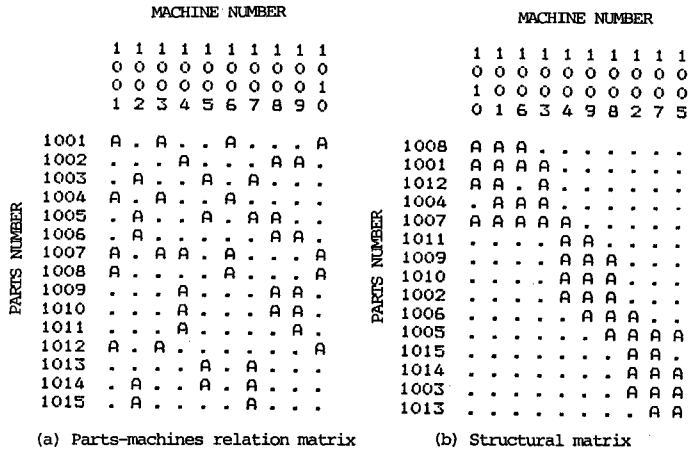 MACHINE NUMBER
1 1 1 1 1 1 1 1 1 1
0 0 0 0 0 0 0 0 0 0
0 0 0 0 0 0 0 0 0 1
1 2 3 4 5 6 7 8 9 0
PARTS NUMBER
1001 A . A . . A . . . A
1002 . . . A . . . A A .
1003 . A . . A . A . . .
1004 A . A . . A . . . .
1005 . A . . A . A A . .
1006 . A . . . . . A A .
1007 A . A A . A . . . A
1008 A . . . . A . . . A
1009 . . . A . . . A A .
1010 . . . A . . . A A .
1011 . . . A . . . . A .
1012 A . A . . . . . . A
1013 . . . . A . A . . .
1014 . A . . A . A . . .
1015 . A . . . . A . . .
(a) Parts-machines relation matrix
MACHINE NUMBER
1 1 1 1 1 1 1 1 1 1
0 0 0 0 0 0 0 0 0 0
1 0 0 0 0 0 0 0 0 0
0 1 6 3 4 9 8 2 7 5
PARTS NUMBER
1008 A A A . . . . . . .
1001 A A A A . . . . . .
1012 A A . A . . . . . .
1004 . A A A . . . . . .
1007 A A A A A . . . . .
1011 . . . . A A . . . .
1009 . . . . A A A . . .
1010 . . . . A A A . . .
1002 . . . . A A A . . .
1006 . . . . . A A A . .
1005 . . . . . . A A A A
1015 . . . . . . . A A .
1014 . . . . . . . A A A
1003 . . . . . . . A A A
1013 . . . . . . . . A A
(b) Structural matrix